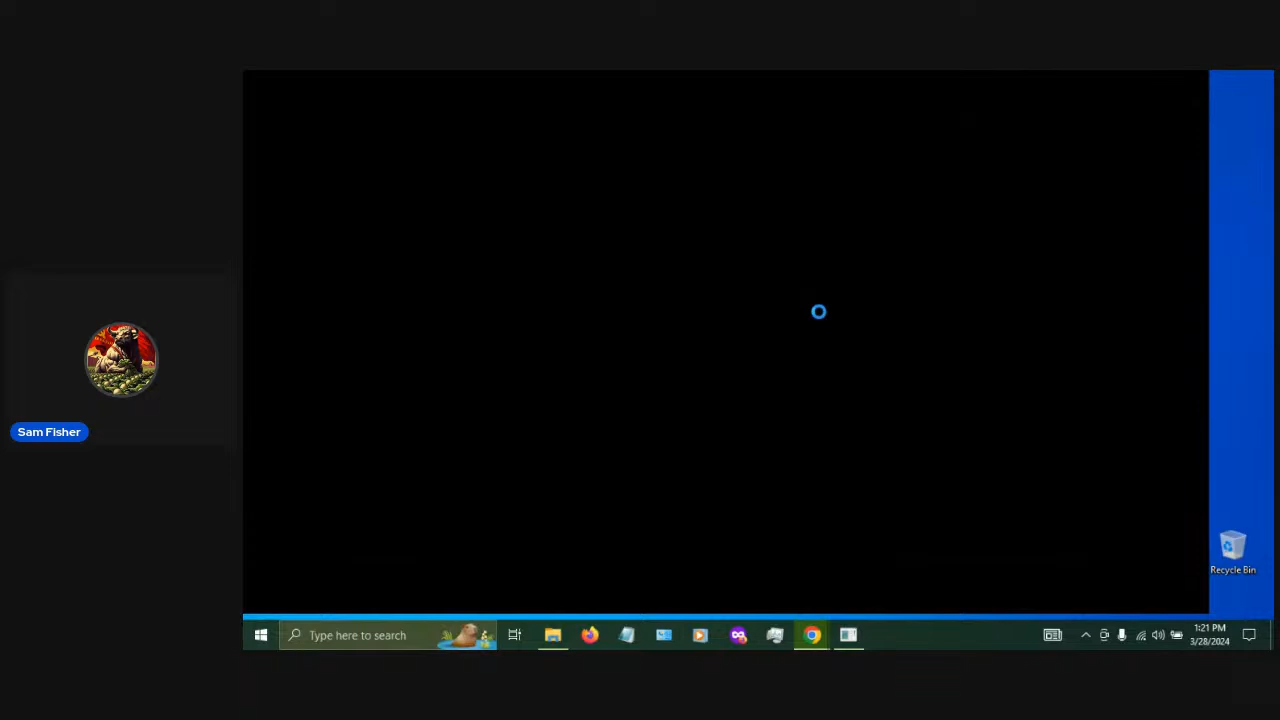 Sam Fisher
Recycle Bin
Type here to search
1:21 PM
3/28/2024